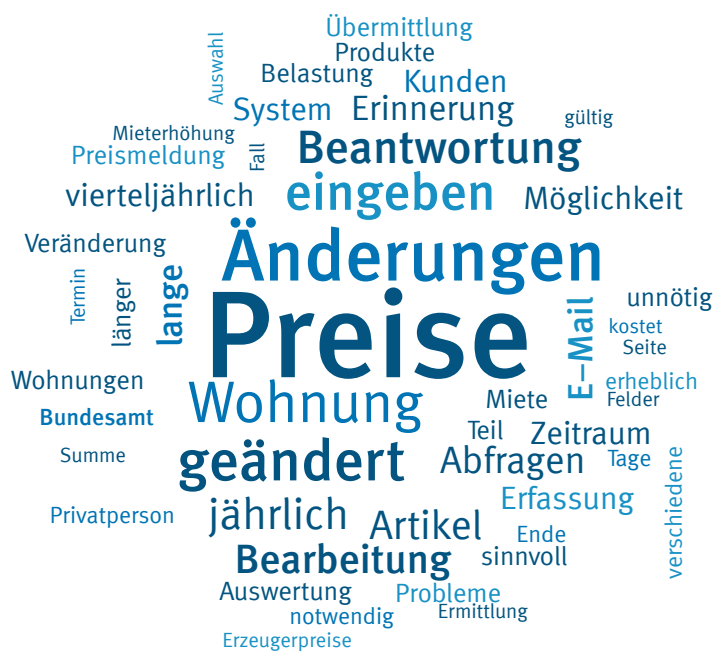 Übermittlung
Auswahl
Produkte
Belastung
Kunden
System
Erinnerung
gültig
Mieterhöhung
Preismeldung
Fall
Beantwortung
vierteljährlich
eingeben
Möglichkeit
Veränderung
Änderungen
Termin
länger
lange
Preise
E–Mail
unnötig
kostet
Seite
Wohnungen
Wohnung
Miete
erheblich
Felder
Bundesamt
Teil
Zeitraum
Summe
geändert
Abfragen
Tage
verschiedene
Privatperson
jährlich
Artikel
Erfassung
Ende
Bearbeitung
sinnvoll
Auswertung
Probleme
notwendig
Ermittlung
Erzeugerpreise